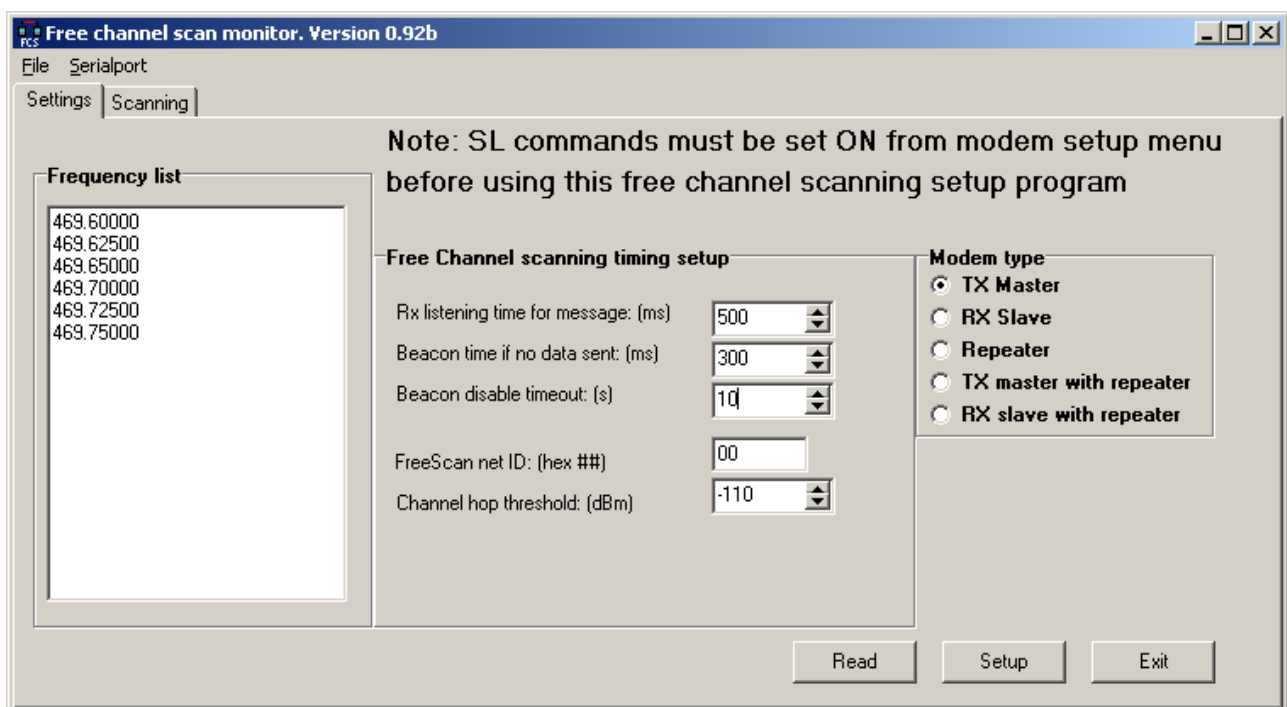 FCS
Free channel scan monitor. Version 0.92b
File Serialport
Settings Scanning
Note: SL commands must be set ON from modem setup menu
before using this free channel scanning setup program
Frequency list
469.60000
469.62500
469.65000
469.70000
469.72500
469.75000
Free Channel scanning timing setup
Rx listening time for message: (ms) 500
Beacon time if no data sent: (ms) 300
Beacon disable timeout: (s) 10
FreeScan net ID: (hex ##) 00
Channel hop threshold: (dBm) -110
Modem type
TX Master
RX Slave
Repeater
TX master with repeater
RX slave with repeater
Read Setup Exit